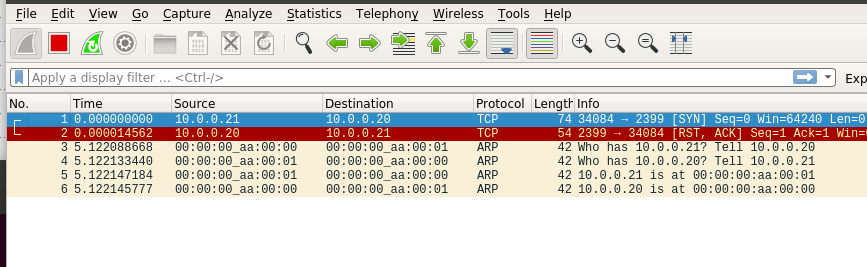 File Edit View Go Capture Analyze Statistics Telephony Wireless Tools Help
Apply a display filter ... <Ctrl-/> Exp
No. Time Source Destination Protocol Length Info
1 0.000000000 10.0.0.21 10.0.0.20 TCP 74 34084 → 2399 [SYN] Seq=0 Win=64240 Len=0
2 0.000014562 10.0.0.20 10.0.0.21 TCP 54 2399 → 34084 [RST, ACK] Seq=1 Ack=1 Win=
3 5.122088668 00:00:00_aa:00:00 00:00:00_aa:00:01 ARP 42 Who has 10.0.0.21? Tell 10.0.0.20
4 5.122133440 00:00:00_aa:00:01 00:00:00_aa:00:00 ARP 42 Who has 10.0.0.20? Tell 10.0.0.21
5 5.122147184 00:00:00_aa:00:01 00:00:00_aa:00:00 ARP 42 10.0.0.21 is at 00:00:00:aa:00:01
6 5.122145777 00:00:00_aa:00:00 00:00:00_aa:00:01 ARP 42 10.0.0.20 is at 00:00:00:aa:00:00